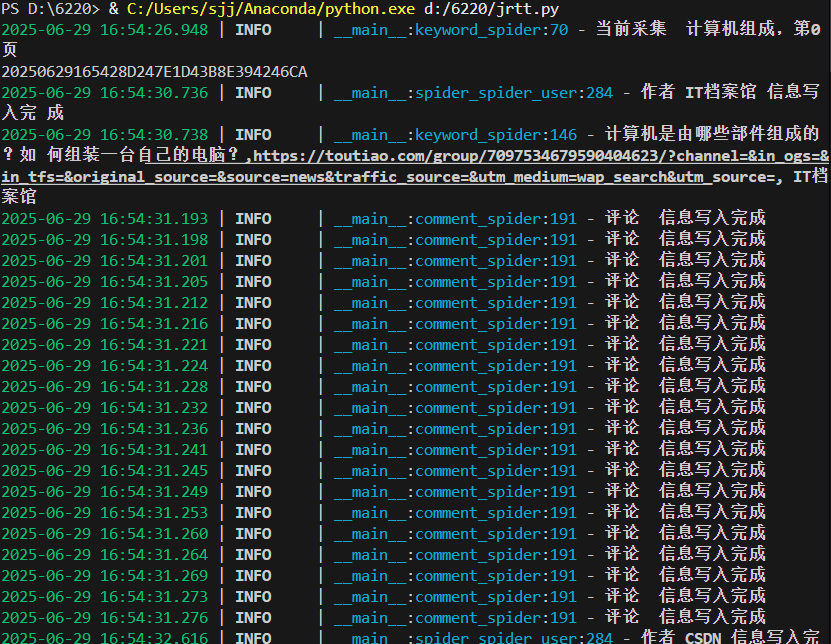 PS D:\6220> & C:/Users/sjj/Anaconda/python.exe d:/6220/jrtt.py
2025-06-29 16:54:26.948 | INFO     | __main__:keyword_spider:70 - 当前采集  计算机组成，第0
页
20250629165428D247E1D43B8E394246CA
2025-06-29 16:54:30.736 | INFO     | __main__:spider_spider_user:284 - 作者 IT档案馆 信息写
入完 成
2025-06-29 16:54:30.738 | INFO     | __main__:keyword_spider:146 - 计算机是由哪些部件组成的
？如 何组装一台自己的电脑？,https://toutiao.com/group/7097534679590404623/?channel=&in_ogs=&
in_tfs=&original_source=&source=news&traffic_source=&utm_medium=wap_search&utm_source=, IT档
案馆
2025-06-29 16:54:31.193 | INFO     | __main__:comment_spider:191 - 评论  信息写入完成
2025-06-29 16:54:31.198 | INFO     | __main__:comment_spider:191 - 评论  信息写入完成
2025-06-29 16:54:31.201 | INFO     | __main__:comment_spider:191 - 评论  信息写入完成
2025-06-29 16:54:31.205 | INFO     | __main__:comment_spider:191 - 评论  信息写入完成
2025-06-29 16:54:31.212 | INFO     | __main__:comment_spider:191 - 评论  信息写入完成
2025-06-29 16:54:31.216 | INFO     | __main__:comment_spider:191 - 评论  信息写入完成
2025-06-29 16:54:31.221 | INFO     | __main__:comment_spider:191 - 评论  信息写入完成
2025-06-29 16:54:31.224 | INFO     | __main__:comment_spider:191 - 评论  信息写入完成
2025-06-29 16:54:31.228 | INFO     | __main__:comment_spider:191 - 评论  信息写入完成
2025-06-29 16:54:31.232 | INFO     | __main__:comment_spider:191 - 评论  信息写入完成
2025-06-29 16:54:31.236 | INFO     | __main__:comment_spider:191 - 评论  信息写入完成
2025-06-29 16:54:31.241 | INFO     | __main__:comment_spider:191 - 评论  信息写入完成
2025-06-29 16:54:31.245 | INFO     | __main__:comment_spider:191 - 评论  信息写入完成
2025-06-29 16:54:31.249 | INFO     | __main__:comment_spider:191 - 评论  信息写入完成
2025-06-29 16:54:31.253 | INFO     | __main__:comment_spider:191 - 评论  信息写入完成
2025-06-29 16:54:31.260 | INFO     | __main__:comment_spider:191 - 评论  信息写入完成
2025-06-29 16:54:31.264 | INFO     | __main__:comment_spider:191 - 评论  信息写入完成
2025-06-29 16:54:31.269 | INFO     | __main__:comment_spider:191 - 评论  信息写入完成
2025-06-29 16:54:31.273 | INFO     | __main__:comment_spider:191 - 评论  信息写入完成
2025-06-29 16:54:31.276 | INFO     | __main__:comment_spider:191 - 评论  信息写入完成
2025-06-29 16:54:32.616 | INFO     | __main__:spider_spider_user:284 - 作者 CSDN 信息写入完